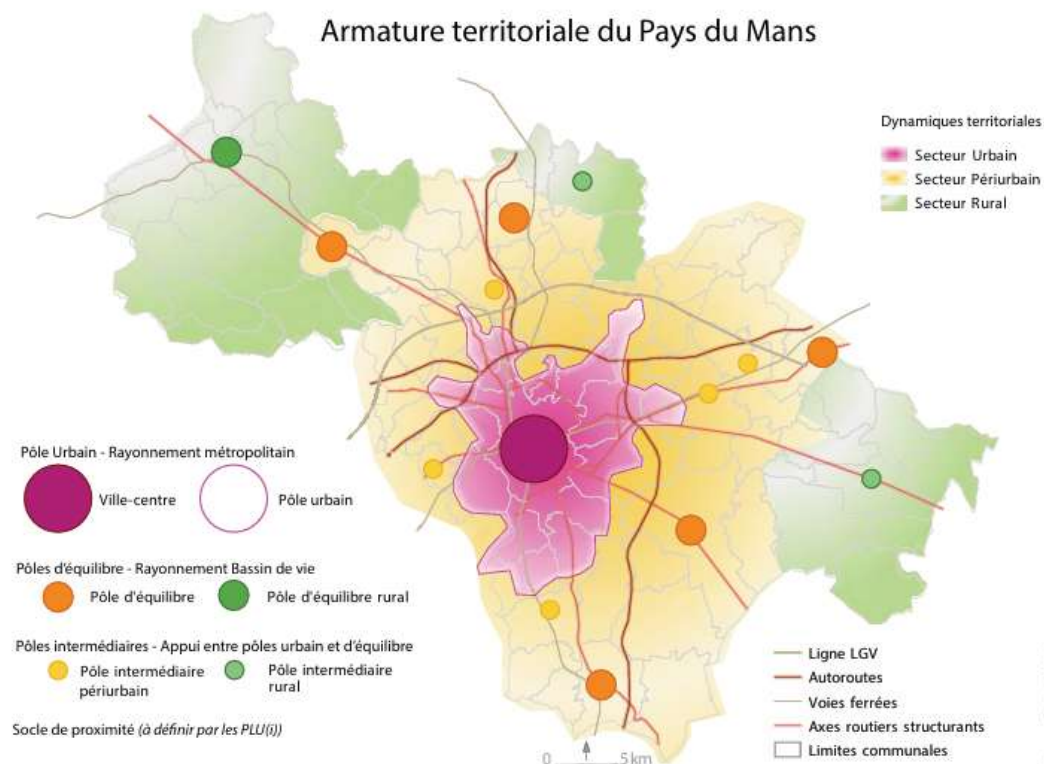 Armature territoriale du Pays du Mans
Dynamiques territoriales
Secteur Urbain
Secteur Périurbain
Secteur Rural
Pôle Urbain - Rayonnement métropolitain
Ville-centre
Pôle urbain
Pôles d'équilibre - Rayonnement Bassin de vie
Pôle d'équilibre
Pôle d'équilibre rural
Pôles intermédiaires - Appui entre pôles urbain et d'équilibre
Pôle intermédiaire
périurbain
Pôle intermédiaire
rural
Socle de proximité (à définir par les PLU(i))
Ligne LGV
Autoroutes
Voies ferrées
Axes routiers structurants
Limites communales
0 5 km